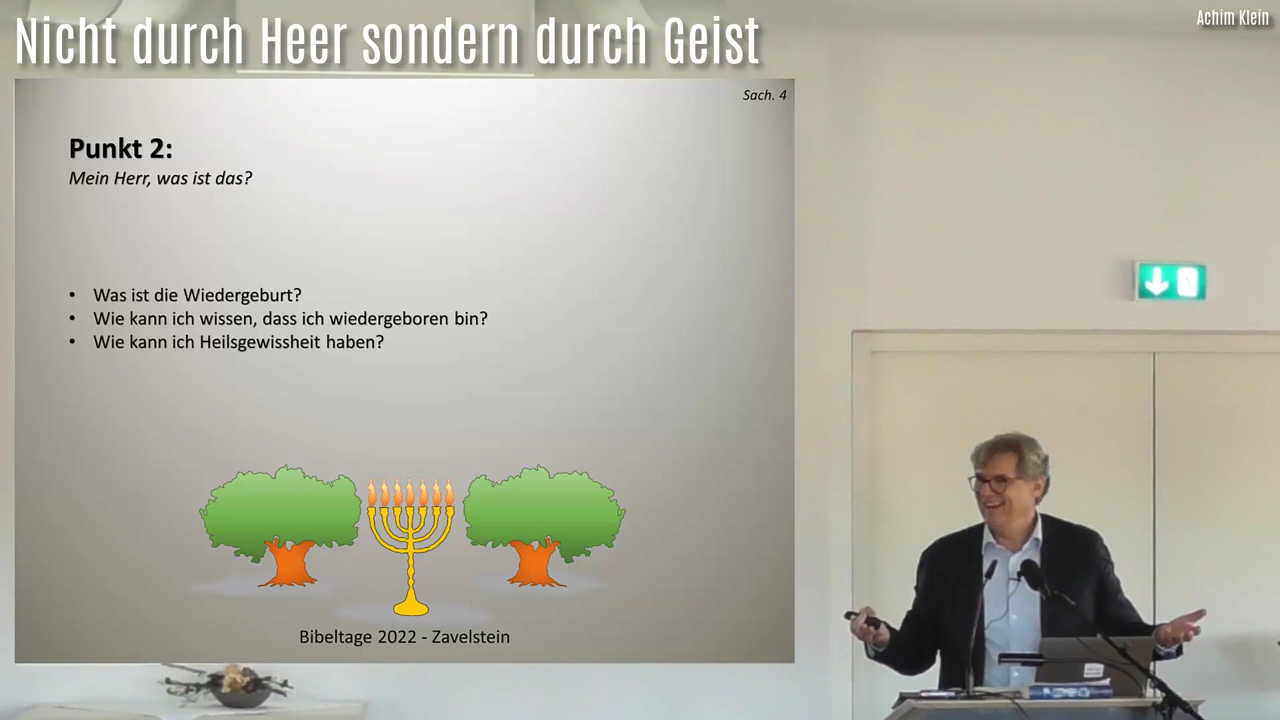 Nicht durch Heer sondern durch Geist
Achim Klein
Sach. 4
Punkt 2:
Mein Herr, was ist das?
• Was ist die Wiedergeburt?
• Wie kann ich wissen, dass ich wiedergeboren bin?
• Wie kann ich Heilsgewissheit haben?
Bibeltage 2022 - Zavelstein